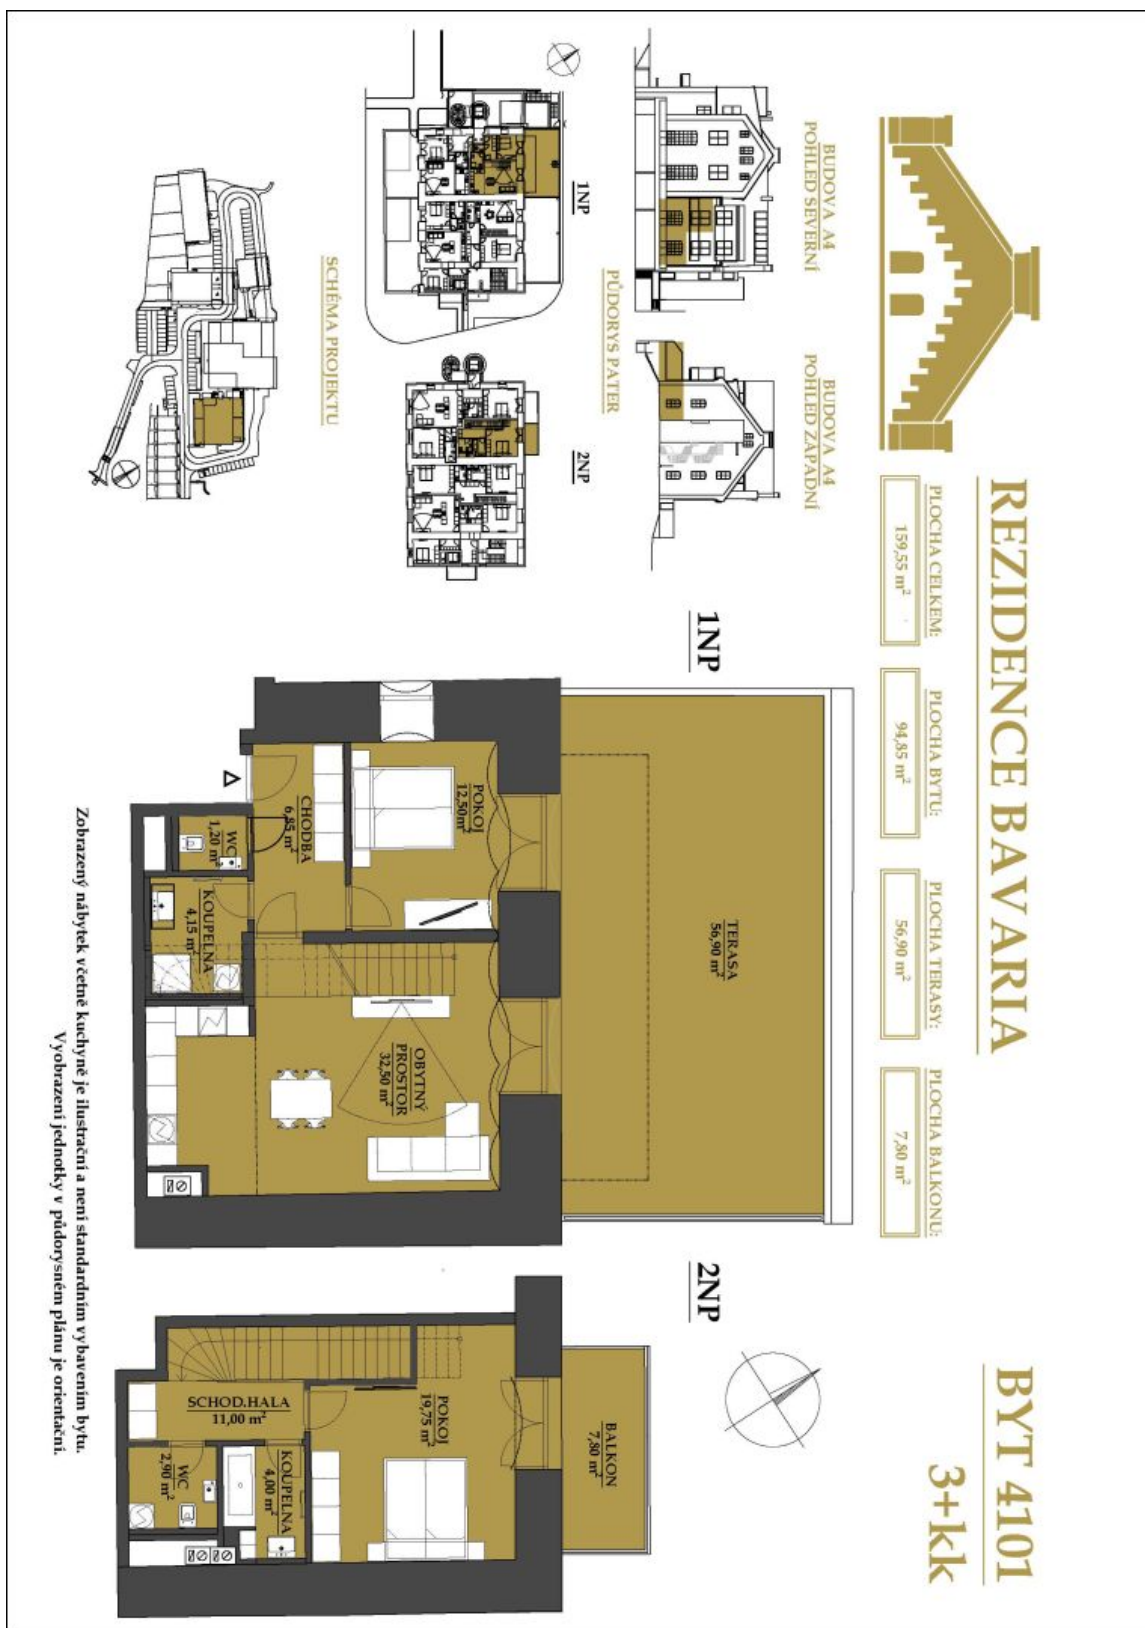 REZIDENCE BAVARIA
BYT 4101
3+kk
PLOCHA CELKEM:
159,55 m²
PLOCHA BYTU:
94,85 m²
PLOCHA TERASY:
56,90 m²
PLOCHA BALKONU:
7,80 m²
BUDOVA A4
POHLED SEVERNÍ
BUDOVA A4
POHLED ZÁPADNÍ
PŮDORYS PATER
1NP
2NP
SCHÉMA PROJEKTU
1NP
TERASA
56,90 m²
POKOJ
12,50m²
CHODBA
6,85 m²
WC
1,20 m²
KOUPELNA
4,15 m²
OBYTNÝ
PROSTOR
32,50 m²
2NP
BALKON
7,80 m²
POKOJ
19,75 m²
SCHOD.HALA
11,00 m²
KOUPELNA
4,00 m²
WC
2,90 m²
Zobrazený nábytek včetně kuchyně je ilustrační a není standardním vybavením bytu.
Vyobrazení jednotky v půdorysném plánu je orientační.